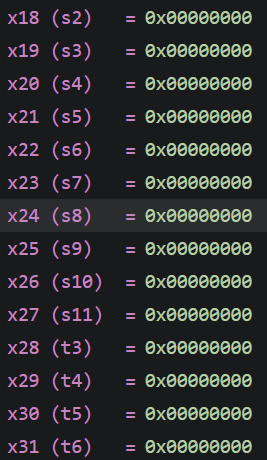 x18 (s2)   = 0x00000000
x19 (s3)   = 0x00000000
x20 (s4)   = 0x00000000
x21 (s5)   = 0x00000000
x22 (s6)   = 0x00000000
x23 (s7)   = 0x00000000
x24 (s8)   = 0x00000000
x25 (s9)   = 0x00000000
x26 (s10)  = 0x00000000
x27 (s11)  = 0x00000000
x28 (t3)   = 0x00000000
x29 (t4)   = 0x00000000
x30 (t5)   = 0x00000000
x31 (t6)   = 0x00000000